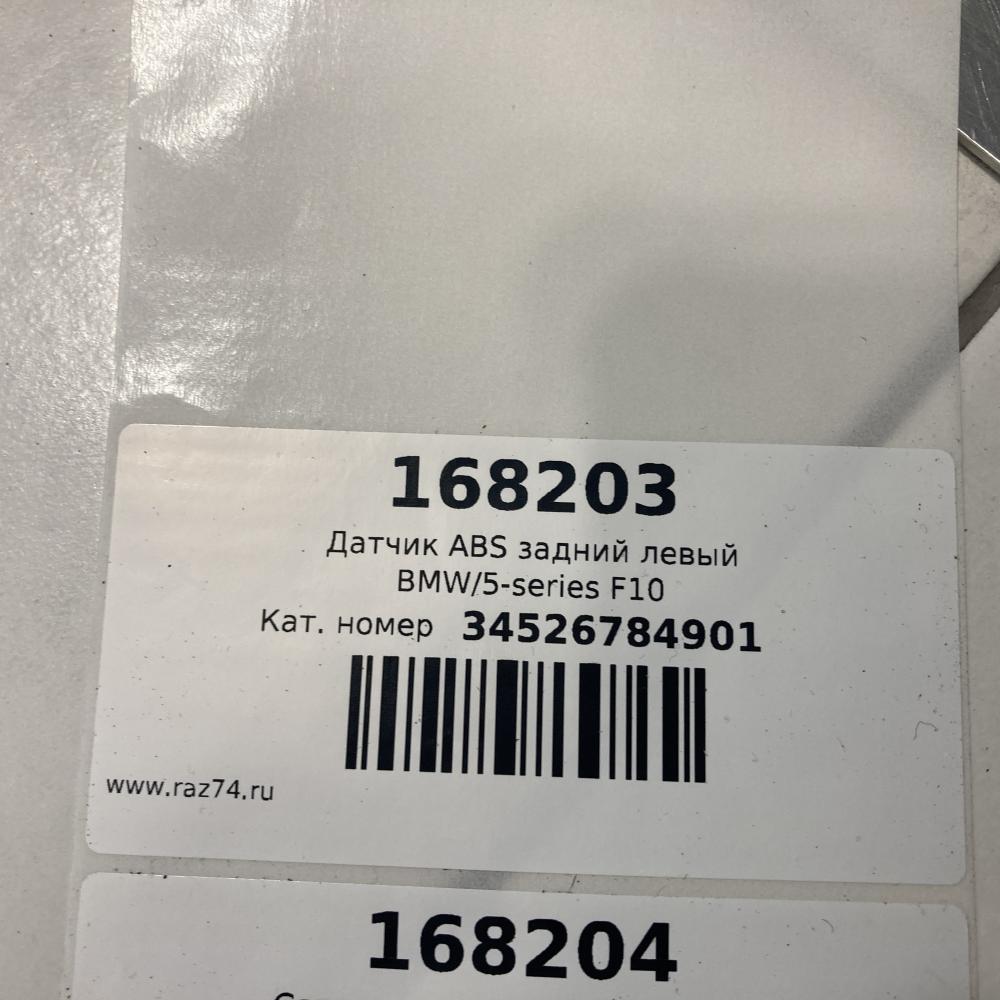 168203
Датчик ABS задний левый
BMW/5-series F10
Кат. номер 34526784901
www.raz74.ru
168204